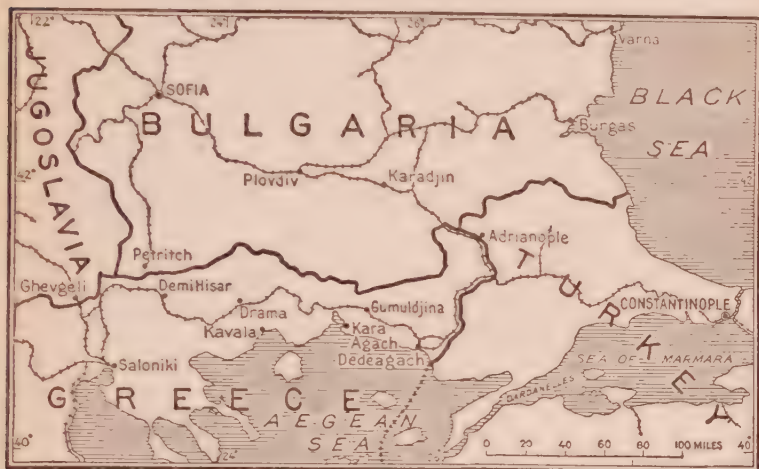 22°
24°
26°
Varna
JUGOSLAVIA
SOFIA
BULGARIA
BLACK
SEA
Burgas
42°
42°
Plovdiv
Karadjin
Petritch
Adrianople
TURKEY
Ghevgeli
DemiHisar
Drama
Gumuldjina
CONSTANTINOPLE
Kavala
Kara
Agach
Dedeagach
SEA OF MARMARA
Saloniki
GREECE
DARDANELLES
AEGEAN
SEA
40°
24°
0 20 40 60 80 100 MILES
40°